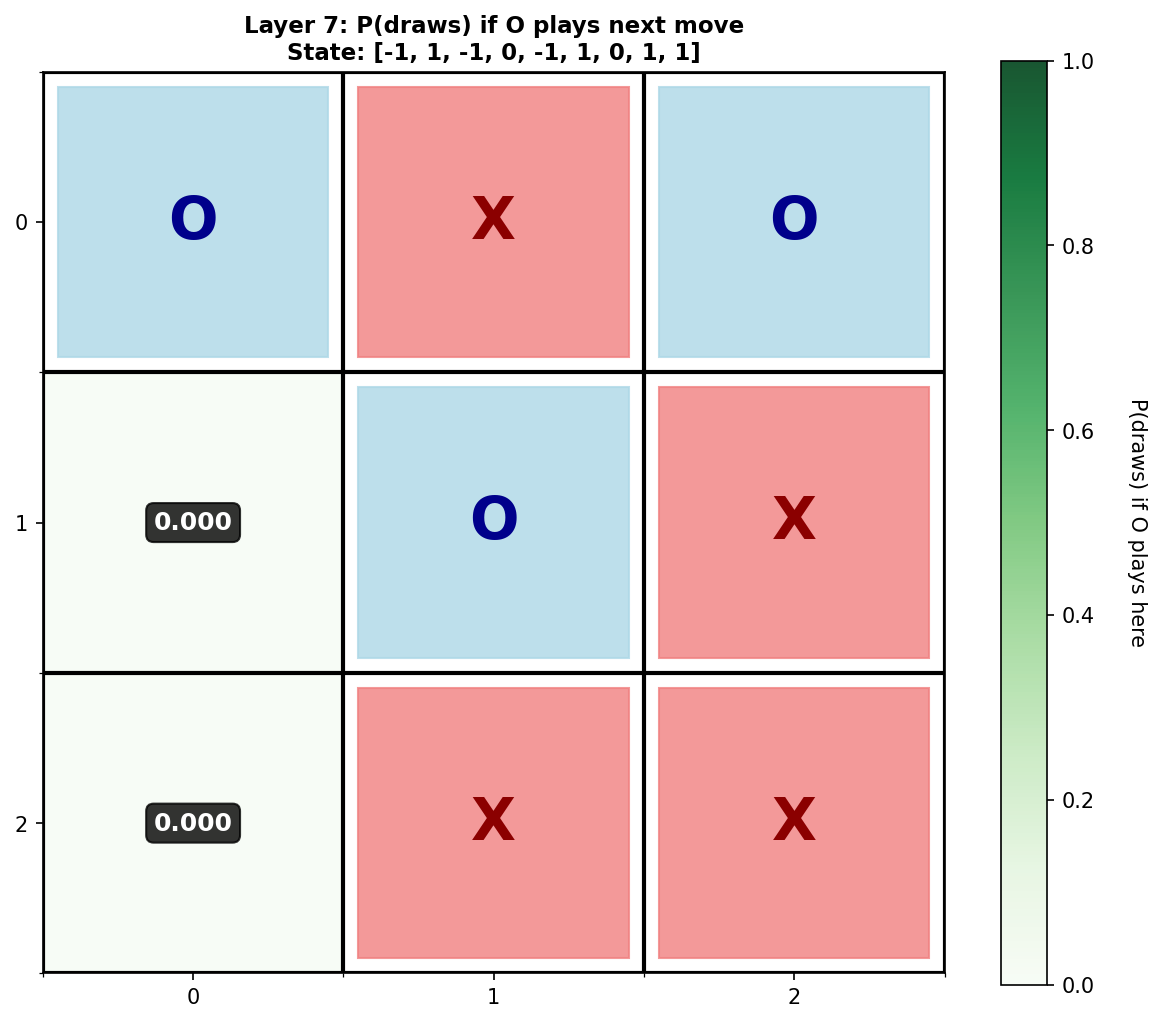 Layer 7: P(draws) if O plays next move
State: [-1, 1, -1, 0, -1, 1, 0, 1, 1]
O X O
0.000 O X
0.000 X X
0
1
2
0 1 2
1.0
0.8
0.6
0.4
0.2
0.0
P(draws) if O plays here